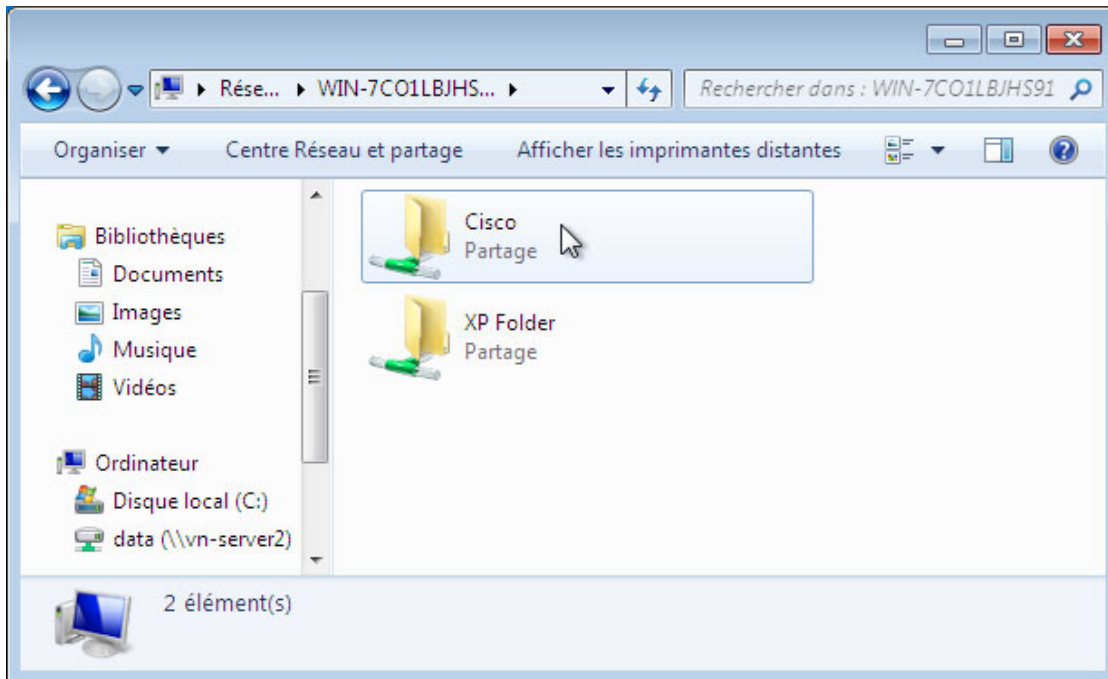 Rése... WIN-7CO1LBJHS... Rechercher dans : WIN-7CO1LBJHS91
Organiser Centre Réseau et partage Afficher les imprimantes distantes
Bibliothèques
Documents
Images
Musique
Vidéos
Ordinateur
Disque local (C:)
data (\\vn-server2)
Cisco
Partage
XP Folder
Partage
2 élément(s)